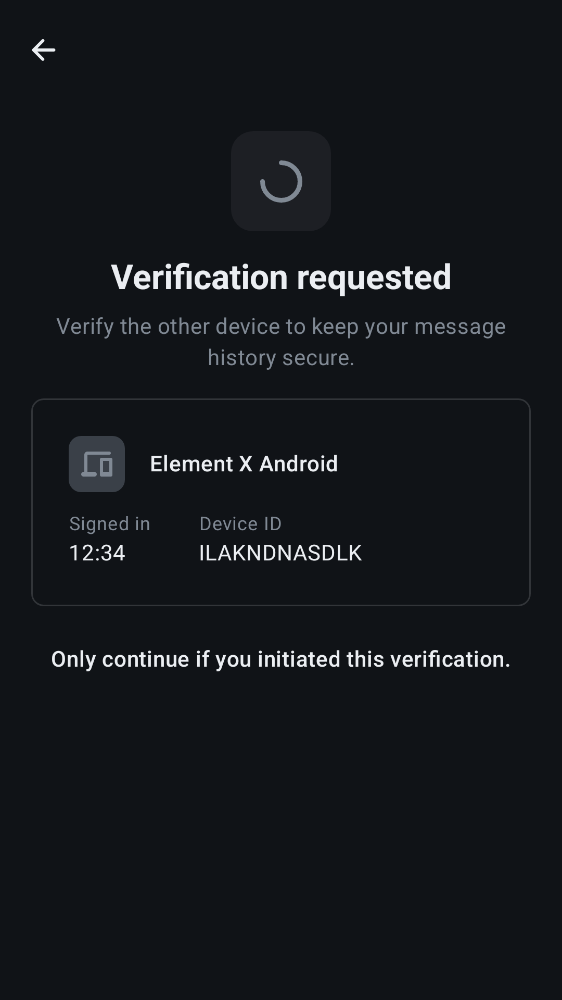 Verification requested
Verify the other device to keep your message
history secure.
Element X Android
Signed in
Device ID
12:34
ILAKNDNASDLK
Only continue if you initiated this verification.